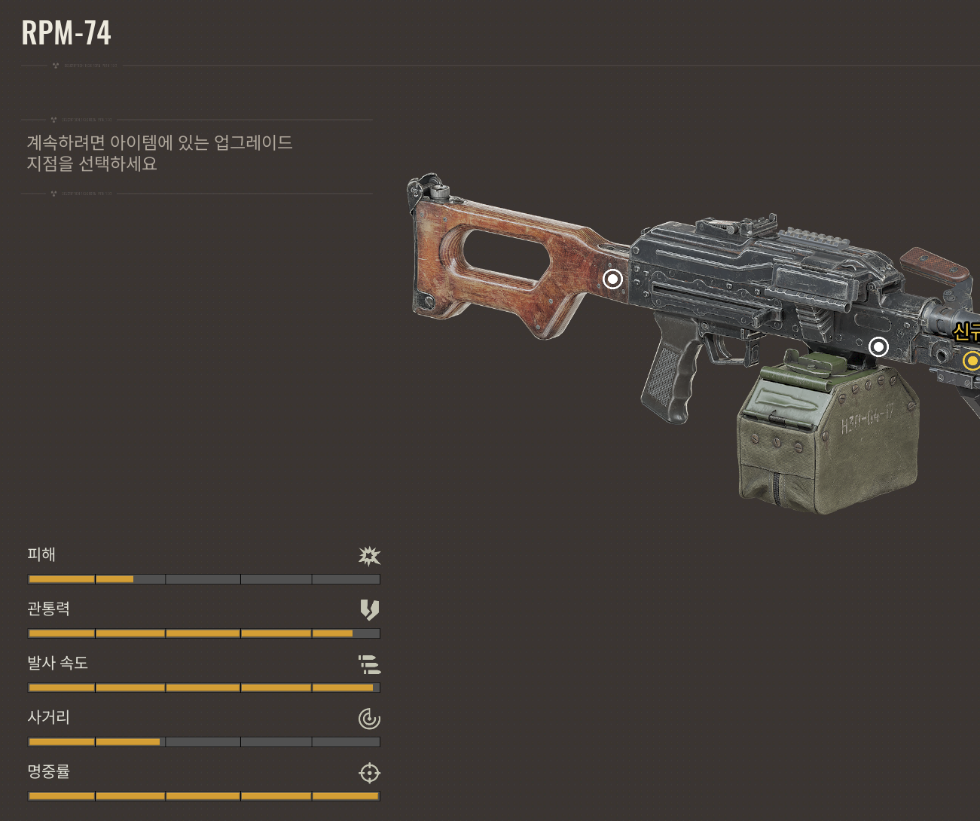 RPM-74
계속하려면 아이템에 있는 업그레이드
지점을 선택하세요
피해
관통력
발사 속도
사거리
명중률